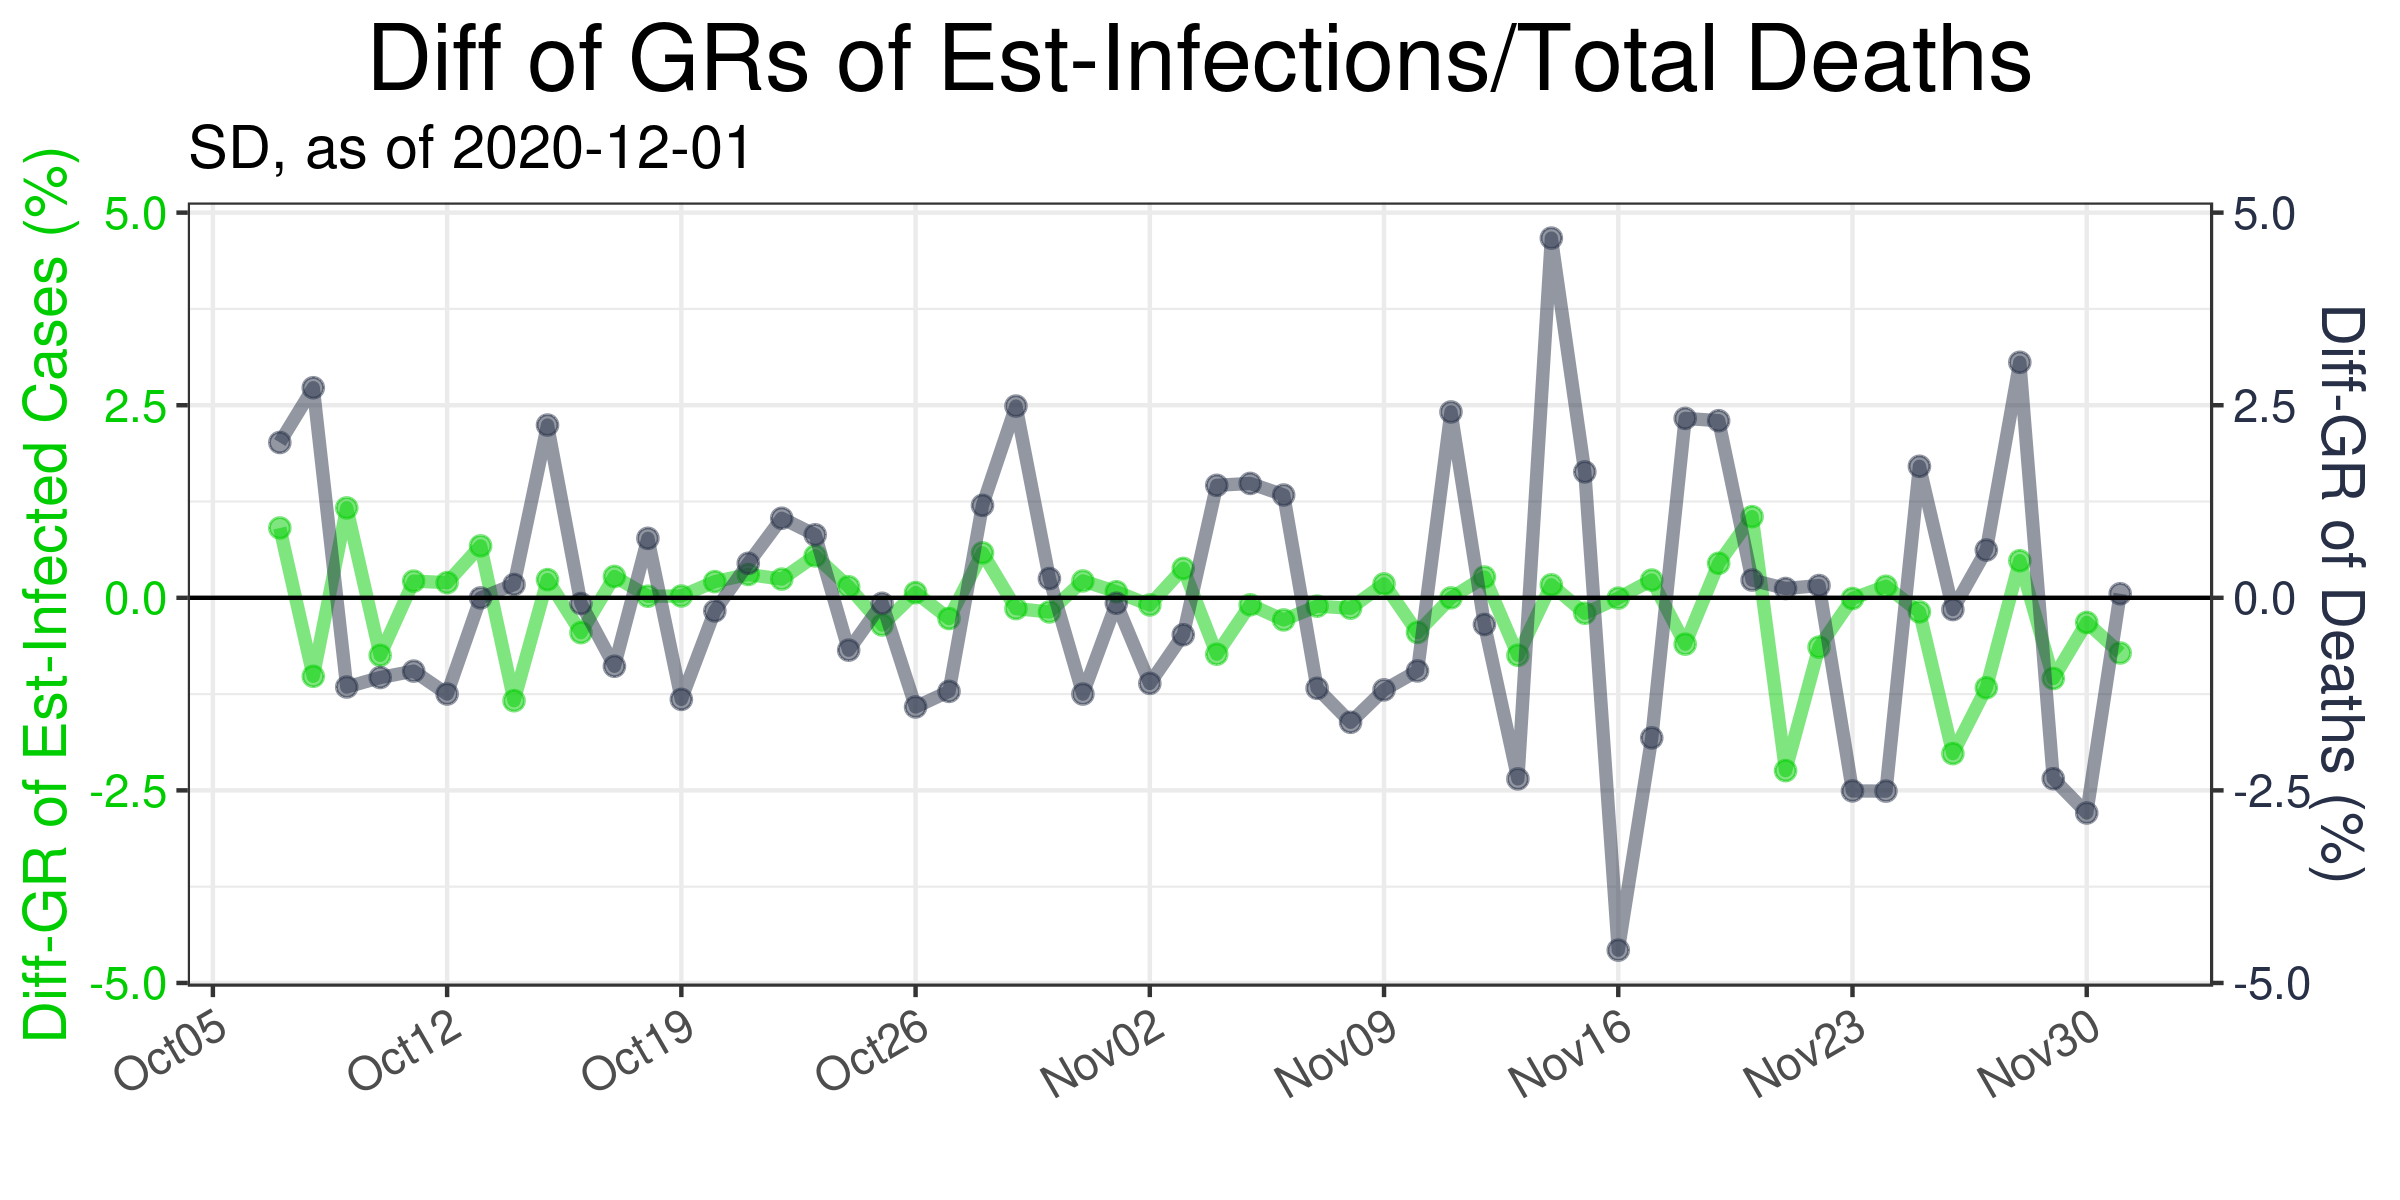 Diff of GRs of Est-Infections/Total Deaths
SD, as of 2020-12-01
Diff-GR of Est-Infected Cases (%)
5.0
2.5
0.0
-2.5
-5.0
5.0
2.5
0.0
-2.5
-5.0
Diff-GR of Deaths (%)
Oct05
Oct12
Oct19
Oct26
Nov02
Nov09
Nov16
Nov23
Nov30